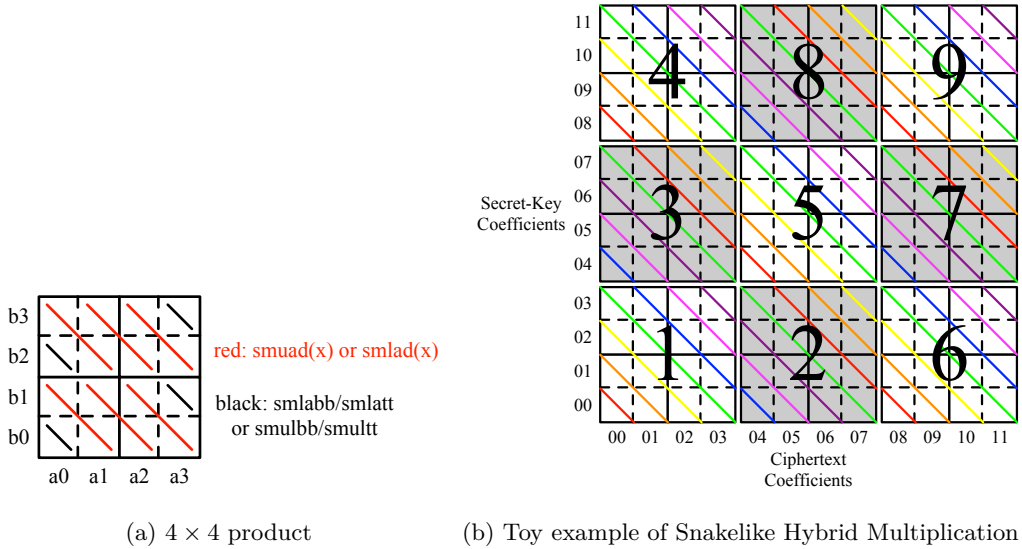 b3
b2
b1
b0
a0 a1 a2 a3
red: smuad(x) or smlad(x)
black: smlabb/smlatt
or smulbb/smultt
(a) 4 × 4 product
11
10
09
08
4 8 9
07
06
05
04
3 5 7
Secret-Key
Coefficients
03
02
01
00
1 2 6
00 01 02 03 04 05 06 07 08 09 10 11
Ciphertext
Coefficients
(b) Toy example of Snakelike Hybrid Multiplication